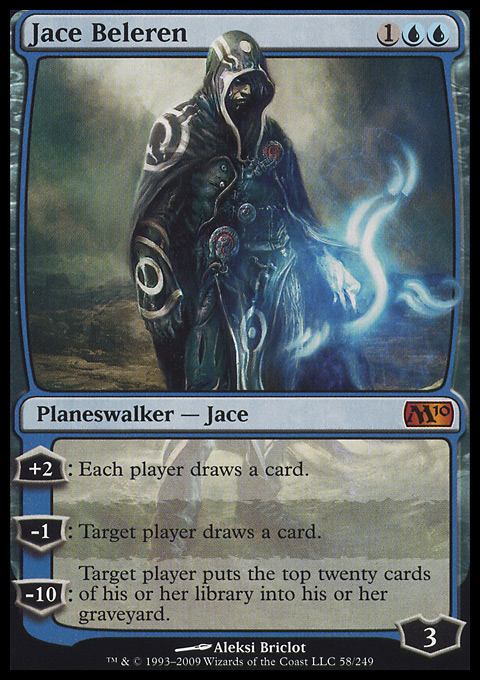 Jace Beleren 1
Planeswalker — Jace
M10
+2 : Each player draws a card.
-1 : Target player draws a card.
-10 : Target player puts the top twenty cards
of his or her library into his or her
graveyard.
3
Aleksi Briclot
™ & © 1993–2009 Wizards of the Coast LLC 58/249